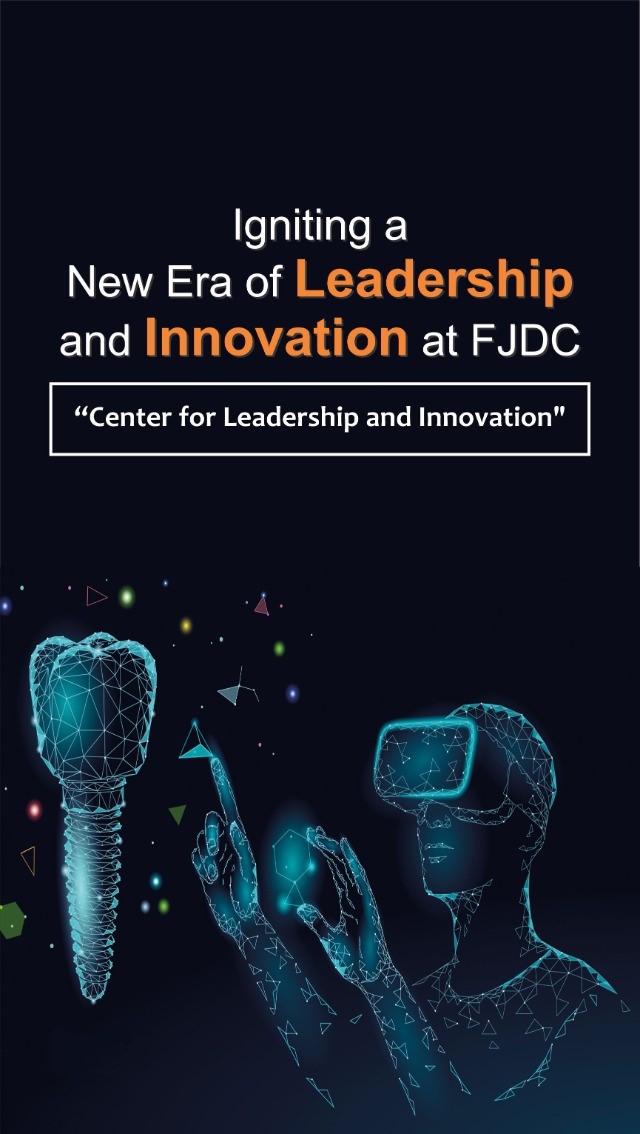 Igniting a
New Era of Leadership
and Innovation at FJDC
“Center for Leadership and Innovation"